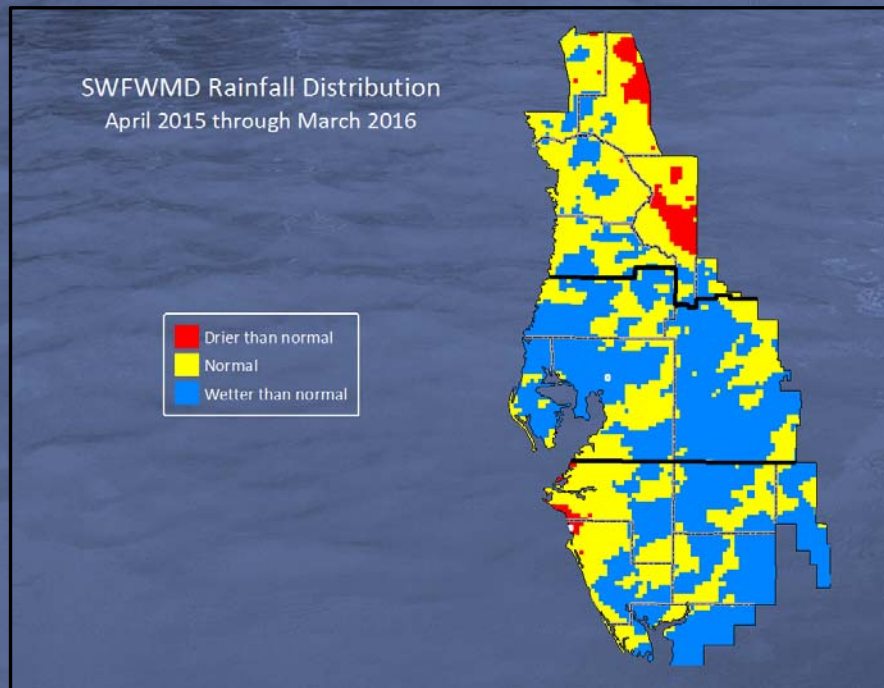 SWFWMD Rainfall Distribution
April 2015 through March 2016
Drier than normal
Normal
Wetter than normal